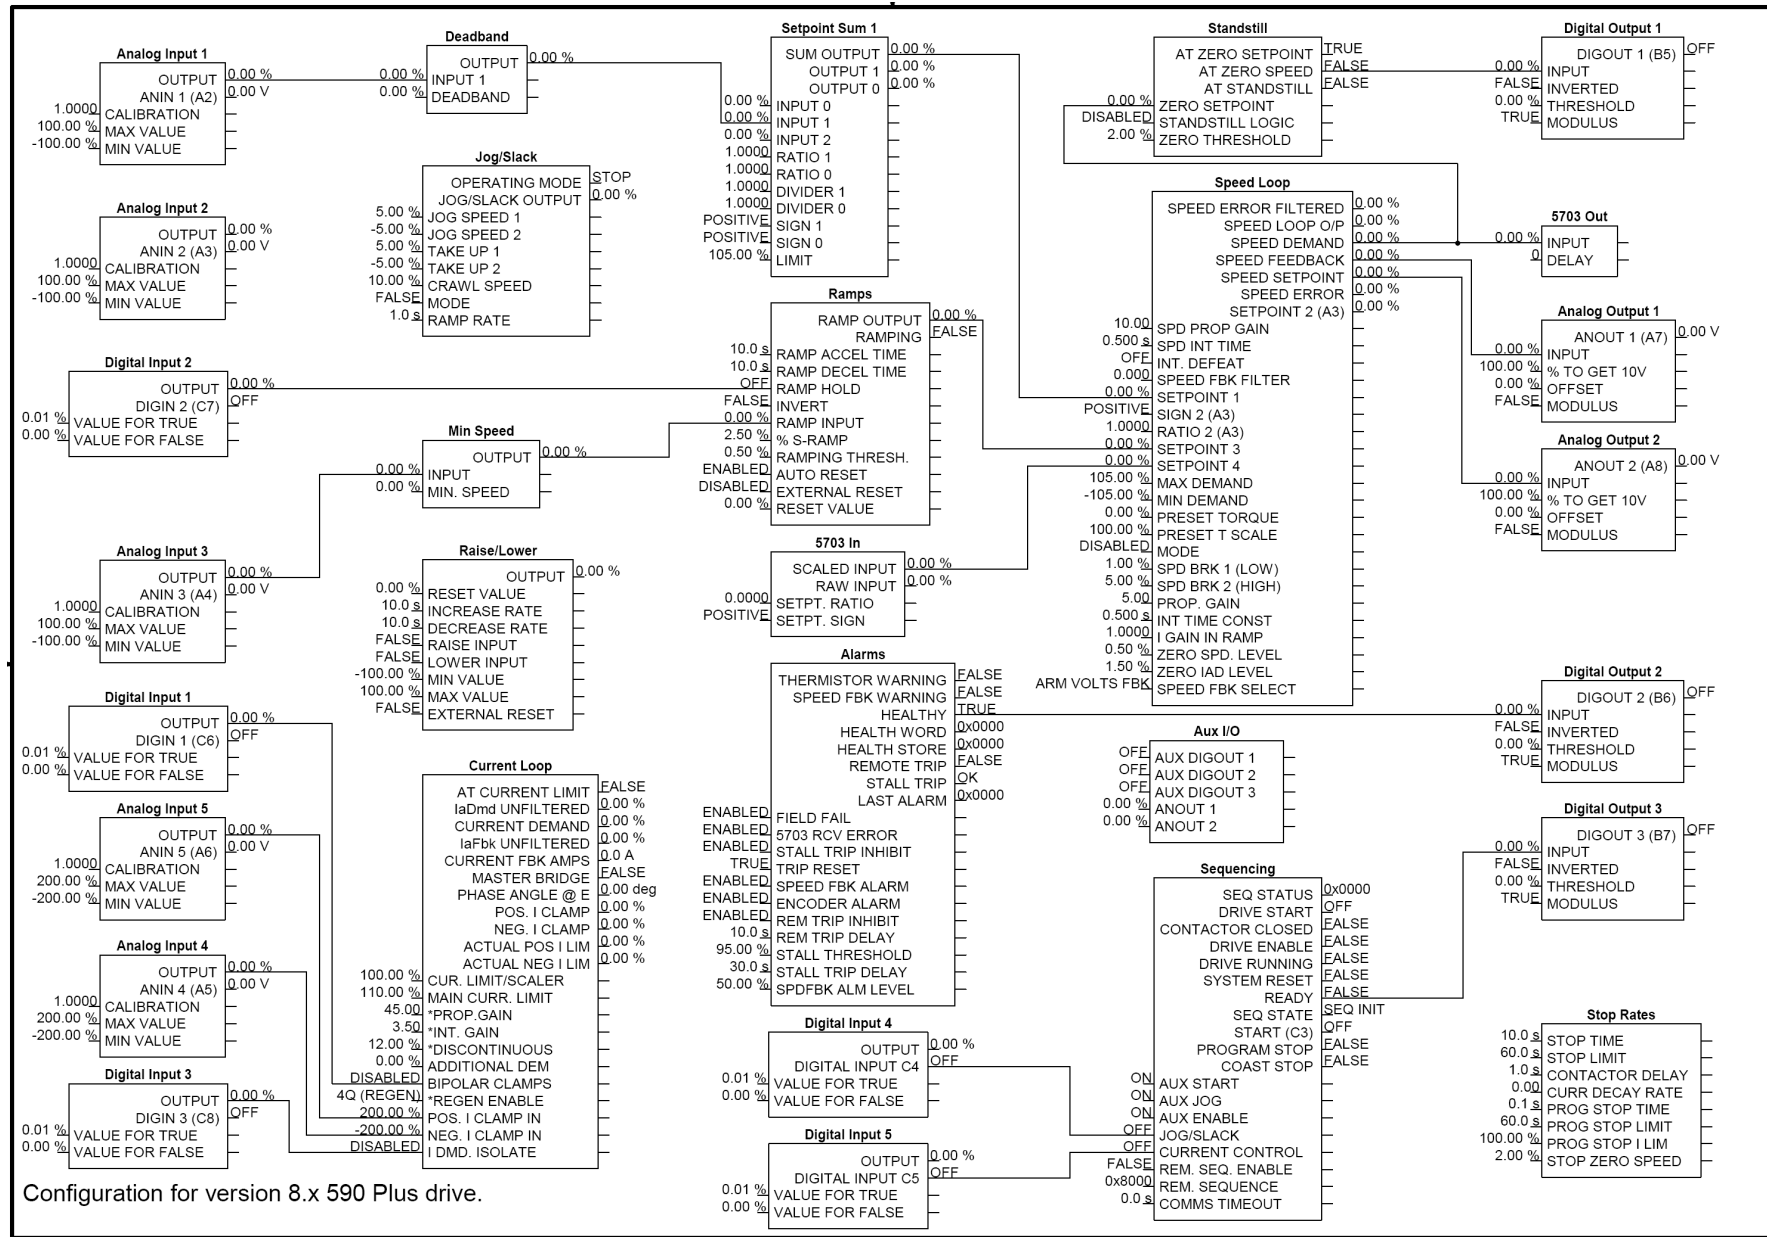 Analog Input 1
OUTPUT 0.00 %
ANIN 1 (A2) 0.00 V
1.0000 CALIBRATION
100.00 % MAX VALUE
-100.00 % MIN VALUE
Analog Input 2
OUTPUT 0.00 %
ANIN 2 (A3) 0.00 V
1.0000 CALIBRATION
100.00 % MAX VALUE
-100.00 % MIN VALUE
Digital Input 2
OUTPUT 0.00 %
DIGIN 2 (C7) OFF
0.01 % VALUE FOR TRUE
0.00 % VALUE FOR FALSE
Analog Input 3
OUTPUT 0.00 %
ANIN 3 (A4) 0.00 V
1.0000 CALIBRATION
100.00 % MAX VALUE
-100.00 % MIN VALUE
Digital Input 1
OUTPUT 0.00 %
DIGIN 1 (C6) OFF
0.01 % VALUE FOR TRUE
0.00 % VALUE FOR FALSE
Analog Input 5
OUTPUT 0.00 %
ANIN 5 (A6) 0.00 V
1.0000 CALIBRATION
200.00 % MAX VALUE
-200.00 % MIN VALUE
Analog Input 4
OUTPUT 0.00 %
ANIN 4 (A5) 0.00 V
1.0000 CALIBRATION
200.00 % MAX VALUE
-200.00 % MIN VALUE
Digital Input 3
OUTPUT 0.00 %
DIGIN 3 (C8) OFF
0.01 % VALUE FOR TRUE
0.00 % VALUE FOR FALSE
Deadband
OUTPUT 0.00 %
0.00 % INPUT 1
0.00 % DEADBAND
Jog/Slack
OPERATING MODE STOP
JOG/SLACK OUTPUT 0.00 %
5.00 % JOG SPEED 1
-5.00 % JOG SPEED 2
5.00 % TAKE UP 1
-5.00 % TAKE UP 2
10.00 % CRAWL SPEED
FALSE MODE
1.0 s RAMP RATE
Min Speed
OUTPUT 0.00 %
0.00 % INPUT
0.00 % MIN. SPEED
Raise/Lower
OUTPUT 0.00 %
0.00 % RESET VALUE
10.0 s INCREASE RATE
10.0 s DECREASE RATE
FALSE RAISE INPUT
FALSE LOWER INPUT
-100.00 % MIN VALUE
100.00 % MAX VALUE
FALSE EXTERNAL RESET
Current Loop
AT CURRENT LIMIT FALSE
IaDmd UNFILTERED 0.00 %
CURRENT DEMAND 0.00 %
IaFbk UNFILTERED 0.00 %
CURRENT FBK AMPS 0.0 A
MASTER BRIDGE FALSE
PHASE ANGLE @ E 0.00 deg
POS. I CLAMP 0.00 %
NEG. I CLAMP 0.00 %
ACTUAL POS I LIM 0.00 %
ACTUAL NEG I LIM 0.00 %
100.00 % CUR. LIMIT/SCALER
110.00 % MAIN CURR. LIMIT
45.00 *PROP.GAIN
3.50 *INT. GAIN
12.00 % *DISCONTINUOUS
0.00 % ADDITIONAL DEM
DISABLED BIPOLAR CLAMPS
4Q (REGEN) *REGEN ENABLE
200.00 % POS. I CLAMP IN
-200.00 % NEG. I CLAMP IN
DISABLED I DMD. ISOLATE
Setpoint Sum 1
SUM OUTPUT 0.00 %
OUTPUT 1 0.00 %
OUTPUT 0 0.00 %
0.00 % INPUT 0
0.00 % INPUT 1
0.00 % INPUT 2
1.0000 RATIO 1
1.0000 RATIO 0
1.0000 DIVIDER 1
1.0000 DIVIDER 0
POSITIVE SIGN 1
POSITIVE SIGN 0
105.00 % LIMIT
Ramps
RAMP OUTPUT 0.00 %
RAMPING FALSE
10.0 s RAMP ACCEL TIME
10.0 s RAMP DECEL TIME
OFF RAMP HOLD
FALSE INVERT
0.00 % RAMP INPUT
2.50 % % S-RAMP
0.50 % RAMPING THRESH.
ENABLED AUTO RESET
DISABLED EXTERNAL RESET
0.00 % RESET VALUE
5703 In
SCALED INPUT 0.00 %
RAW INPUT 0.00 %
0.0000 SETPT. RATIO
POSITIVE SETPT. SIGN
Alarms
THERMISTOR WARNING FALSE
SPEED FBK WARNING FALSE
HEALTHY TRUE
HEALTH WORD 0x0000
HEALTH STORE 0x0000
REMOTE TRIP FALSE
STALL TRIP OK
LAST ALARM 0x0000
ENABLED FIELD FAIL
ENABLED 5703 RCV ERROR
ENABLED STALL TRIP INHIBIT
TRUE TRIP RESET
ENABLED SPEED FBK ALARM
ENABLED ENCODER ALARM
ENABLED REM TRIP INHIBIT
10.0 s REM TRIP DELAY
95.00 % STALL THRESHOLD
30.0 s STALL TRIP DELAY
50.00 % SPDFBK ALM LEVEL
Digital Input 4
OUTPUT 0.00 %
DIGITAL INPUT C4 OFF
0.01 % VALUE FOR TRUE
0.00 % VALUE FOR FALSE
Digital Input 5
OUTPUT 0.00 %
DIGITAL INPUT C5 OFF
0.01 % VALUE FOR TRUE
0.00 % VALUE FOR FALSE
Standstill
AT ZERO SETPOINT TRUE
AT ZERO SPEED FALSE
AT STANDSTILL FALSE
0.00 % ZERO SETPOINT
DISABLED STANDSTILL LOGIC
2.00 % ZERO THRESHOLD
Speed Loop
SPEED ERROR FILTERED 0.00 %
SPEED LOOP O/P 0.00 %
SPEED DEMAND 0.00 %
SPEED FEEDBACK 0.00 %
SPEED SETPOINT 0.00 %
SPEED ERROR 0.00 %
SETPOINT 2 (A3) 0.00 %
10.00 SPD PROP GAIN
0.500 s SPD INT TIME
OFF INT. DEFEAT
0.000 SPEED FBK FILTER
0.00 % SETPOINT 1
POSITIVE SIGN 2 (A3)
1.0000 RATIO 2 (A3)
0.00 % SETPOINT 3
0.00 % SETPOINT 4
105.00 % MAX DEMAND
-105.00 % MIN DEMAND
0.00 % PRESET TORQUE
100.00 % PRESET T SCALE
DISABLED MODE
1.00 % SPD BRK 1 (LOW)
5.00 % SPD BRK 2 (HIGH)
5.00 PROP. GAIN
0.500 s INT TIME CONST
1.0000 I GAIN IN RAMP
0.50 % ZERO SPD. LEVEL
1.50 % ZERO IAD LEVEL
ARM VOLTS FBK SPEED FBK SELECT
Aux I/O
OFF AUX DIGOUT 1
OFF AUX DIGOUT 2
OFF AUX DIGOUT 3
0.00 % ANOUT 1
0.00 % ANOUT 2
Sequencing
SEQ STATUS 0x0000
DRIVE START OFF
CONTACTOR CLOSED FALSE
DRIVE ENABLE FALSE
DRIVE RUNNING FALSE
SYSTEM RESET FALSE
READY FALSE
SEQ STATE SEQ INIT
START (C3) OFF
PROGRAM STOP FALSE
COAST STOP FALSE
ON AUX START
ON AUX JOG
ON AUX ENABLE
OFF JOG/SLACK
OFF CURRENT CONTROL
FALSE REM. SEQ. ENABLE
0x8000 REM. SEQUENCE
0.0 s COMMS TIMEOUT
Digital Output 1
DIGOUT 1 (B5) OFF
0.00 % INPUT
FALSE INVERTED
0.00 % THRESHOLD
TRUE MODULUS
5703 Out
0.00 % INPUT
0 DELAY
Analog Output 1
ANOUT 1 (A7) 0.00 V
0.00 % INPUT
100.00 % % TO GET 10V
0.00 % OFFSET
FALSE MODULUS
Analog Output 2
ANOUT 2 (A8) 0.00 V
0.00 % INPUT
100.00 % % TO GET 10V
0.00 % OFFSET
FALSE MODULUS
Digital Output 2
DIGOUT 2 (B6) OFF
0.00 % INPUT
FALSE INVERTED
0.00 % THRESHOLD
TRUE MODULUS
Digital Output 3
DIGOUT 3 (B7) OFF
0.00 % INPUT
FALSE INVERTED
0.00 % THRESHOLD
TRUE MODULUS
Stop Rates
10.0 s STOP TIME
60.0 s STOP LIMIT
1.0 s CONTACTOR DELAY
0.00 CURR DECAY RATE
0.1 s PROG STOP TIME
60.0 s PROG STOP LIMIT
100.00 % PROG STOP I LIM
2.00 % STOP ZERO SPEED
Configuration for version 8.x 590 Plus drive.